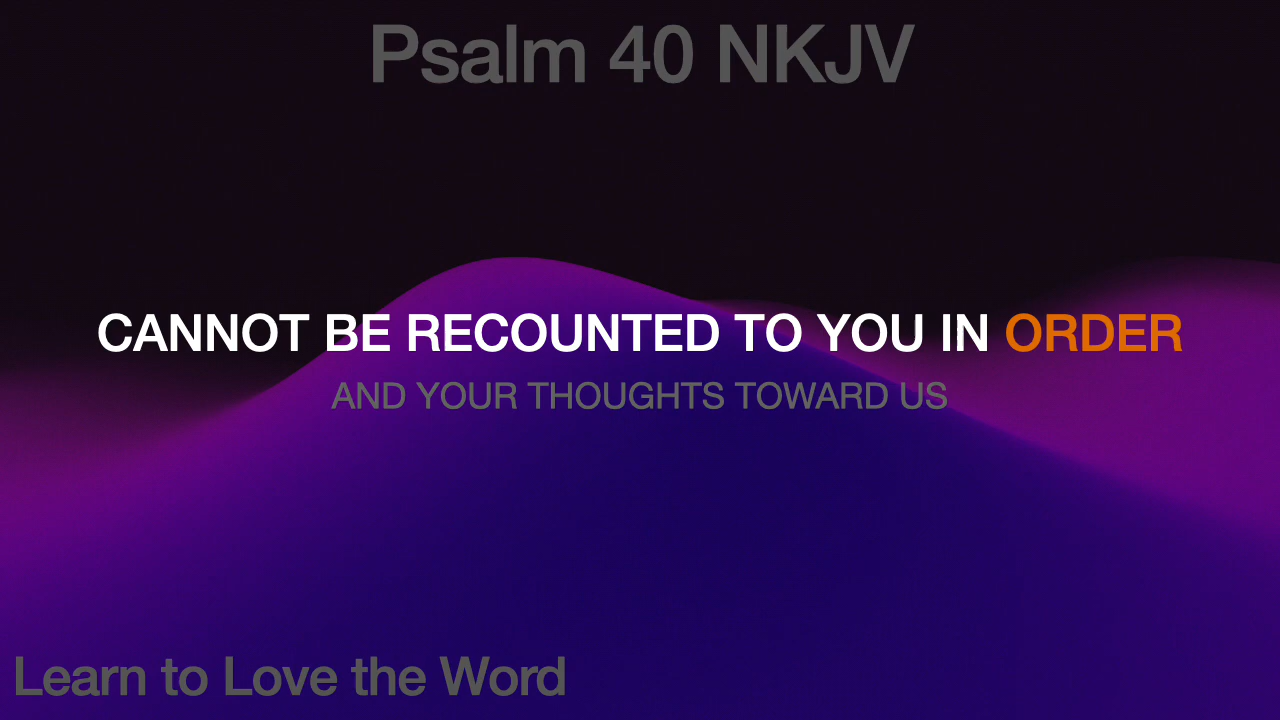 Psalm 40 NKJV
CANNOT BE RECOUNTED TO YOU IN ORDER
AND YOUR THOUGHTS TOWARD US
Learn to Love the Word